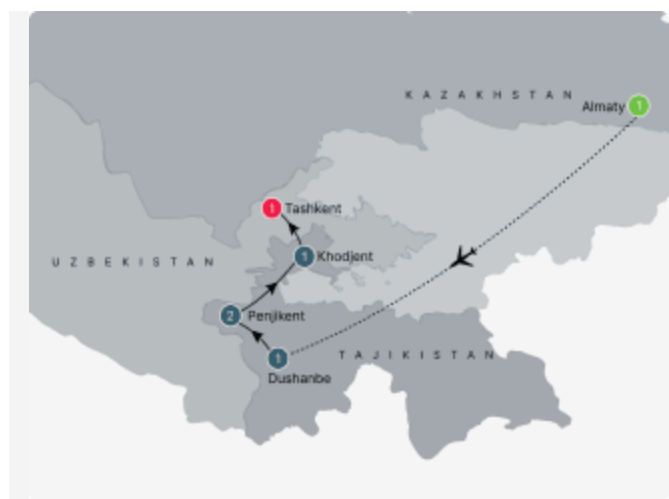 KAZAKHSTAN
Almaty 1
1 Tashkent
1 Khodjent
UZBEKISTAN
2 Penjikent
TAJIKISTAN
1
Dushanbe